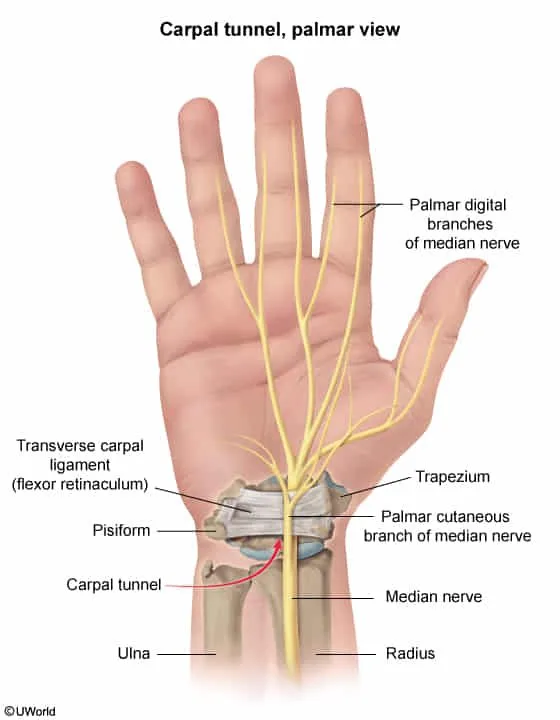 Carpal tunnel, palmar view
Palmar digital
branches
of median nerve
Transverse carpal
ligament
(flexor retinaculum)
Trapezium
Pisiform
Palmar cutaneous
branch of median nerve
Carpal tunnel
Median nerve
Ulna
Radius
©UWorld